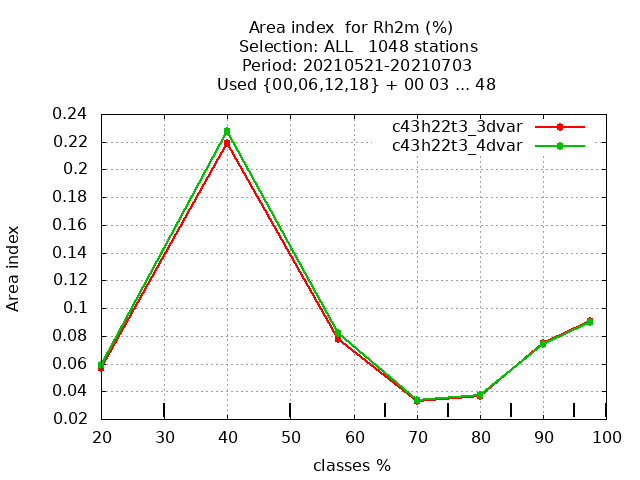 Area index  for Rh2m (%)
Selection: ALL   1048 stations
Period: 20210521-20210703
Used {00,06,12,18} + 00 03 ... 48
c43h22t3_3dvar
c43h22t3_4dvar
0.24
0.22
0.2
0.18
0.16
0.14
0.12
0.1
0.08
0.06
0.04
0.02
Area index
20 30 40 50 60 70 80 90 100
classes %